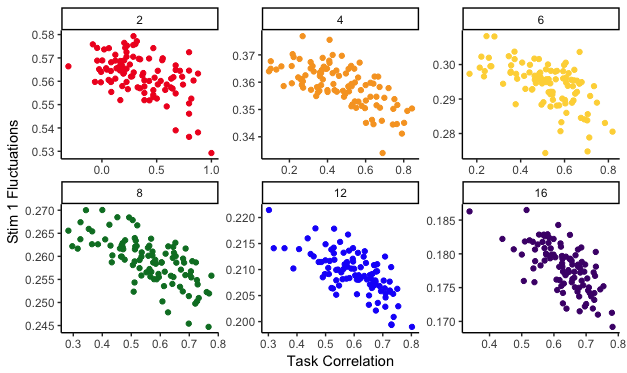 2 4 6
0.58 0.57 0.56 0.55 0.54 0.53
0.37 0.36 0.35 0.34
0.30 0.29 0.28
0.0 0.5 1.0
0.2 0.4 0.6 0.8
0.2 0.4 0.6 0.8
Stim 1 Fluctuations
8 12 16
0.270 0.265 0.260 0.255 0.250 0.245
0.220 0.215 0.210 0.205 0.200
0.185 0.180 0.175 0.170
0.3 0.4 0.5 0.6 0.7 0.8
0.3 0.4 0.5 0.6 0.7 0.8
0.4 0.5 0.6 0.7 0.8
Task Correlation